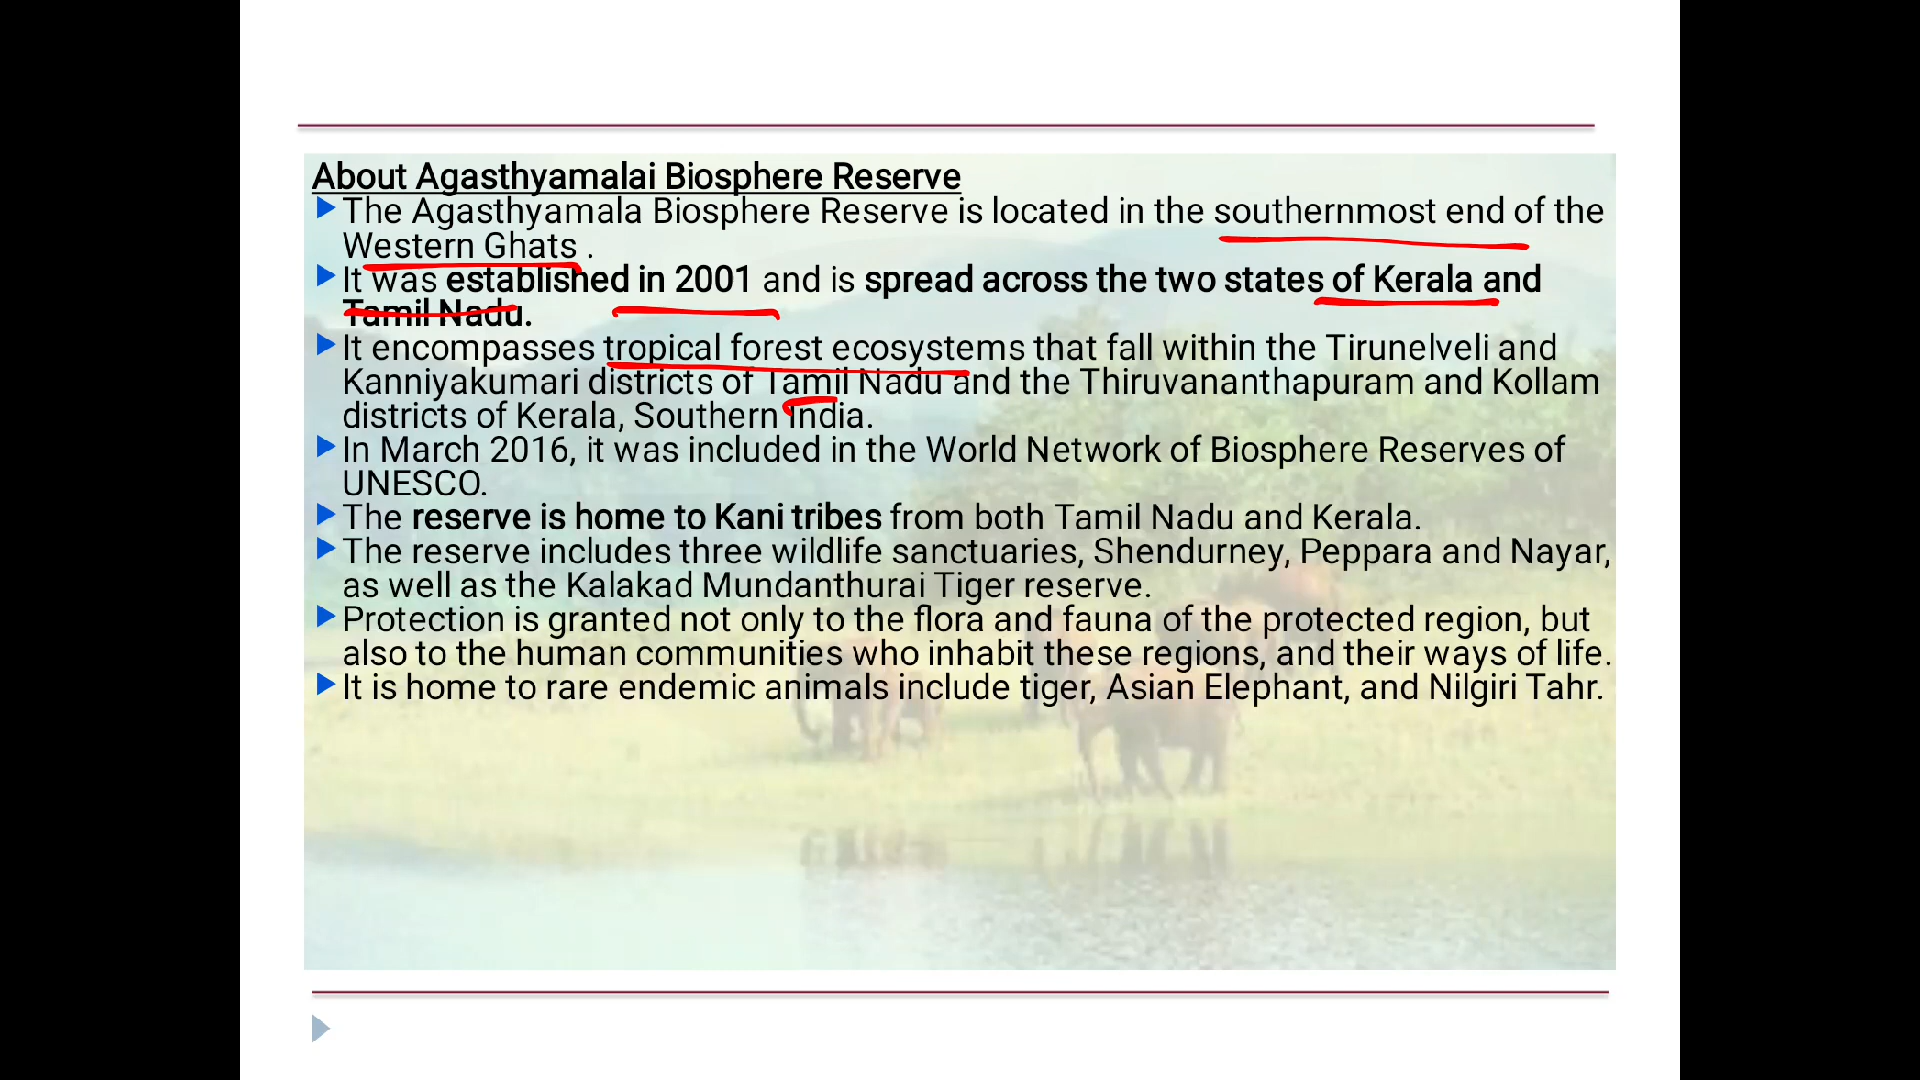 About Agasthyamalai Biosphere Reserve
The Agasthyamala Biosphere Reserve is located in the southernmost end of the
Western Ghats .
It was established in 2001 and is spread across the two states of Kerala and
Tamil Nadu.
It encompasses tropical forest ecosystems that fall within the Tirunelveli and
Kanniyakumari districts of Tamil Nadu and the Thiruvananthapuram and Kollam
districts of Kerala, Southern India.
In March 2016, it was included in the World Network of Biosphere Reserves of
UNESCO.
The reserve is home to Kani tribes from both Tamil Nadu and Kerala.
The reserve includes three wildlife sanctuaries, Shendurney, Peppara and Nayar,
as well as the Kalakad Mundanthurai Tiger reserve.
Protection is granted not only to the flora and fauna of the protected region, but
also to the human communities who inhabit these regions, and their ways of life.
It is home to rare endemic animals include tiger, Asian Elephant, and Nilgiri Tahr.